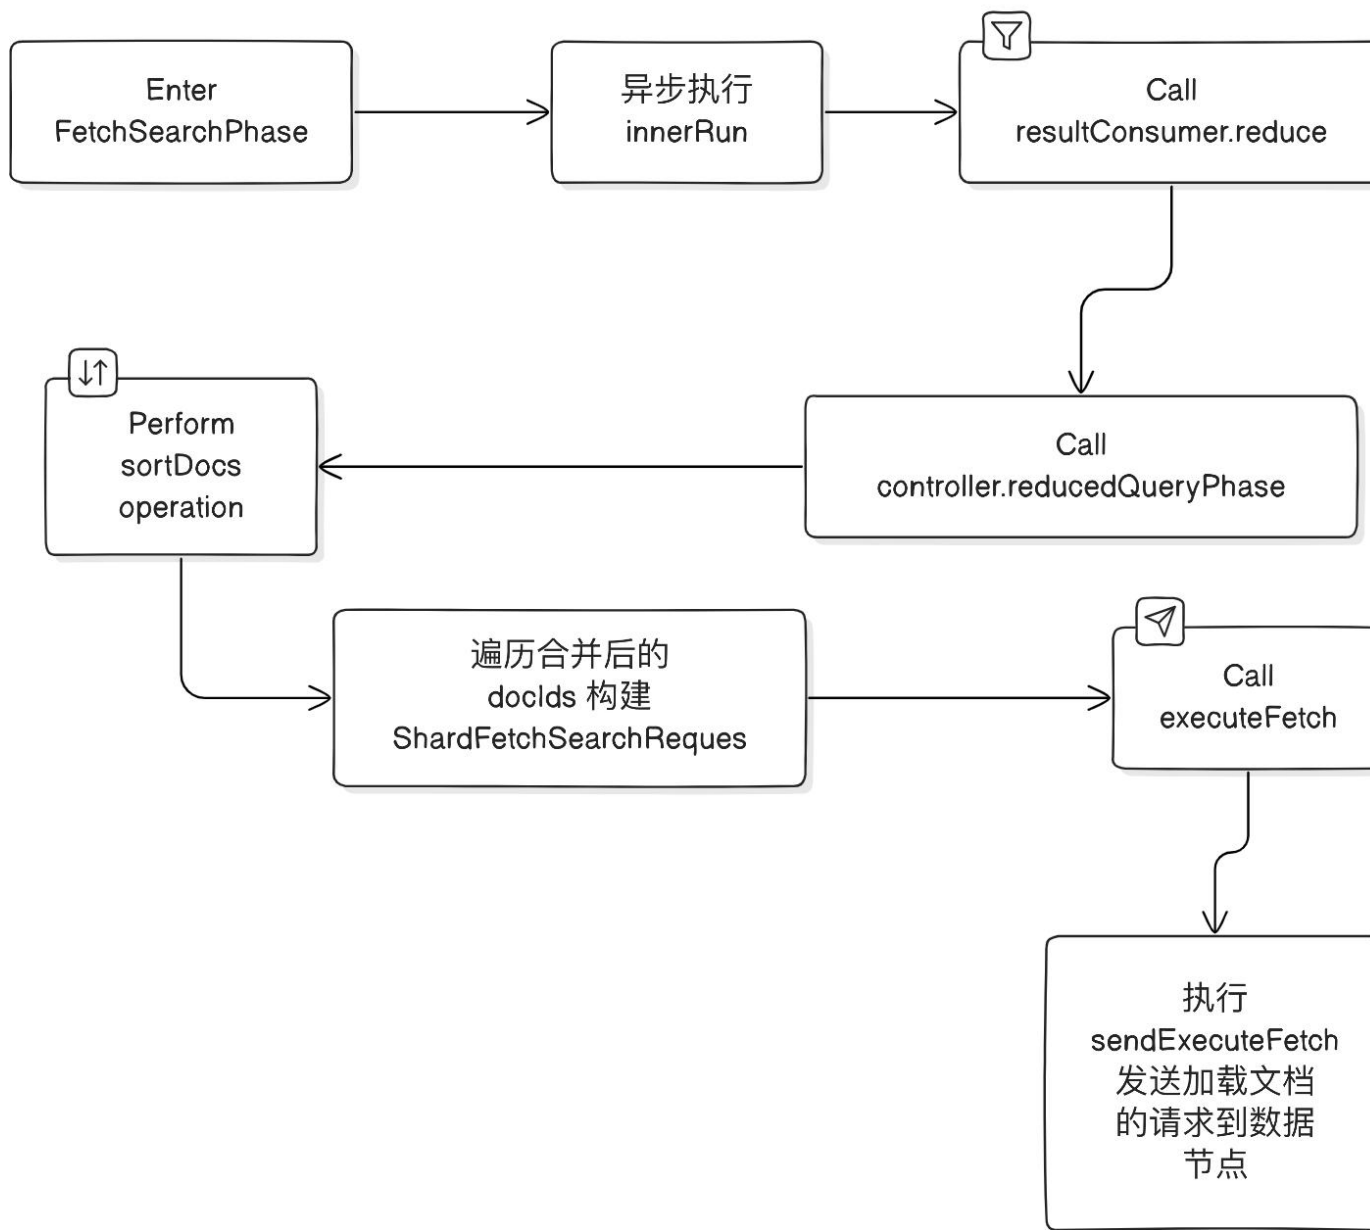 Enter
FetchSearchPhase
异步执行
innerRun
Call
resultConsumer.reduce
Call
controller.reducedQueryPhase
Perform
sortDocs
operation
遍历合并后的
docIds 构建
ShardFetchSearchReques
Call
executeFetch
执行
sendExecuteFetch
发送加载文档
的请求到数据
节点